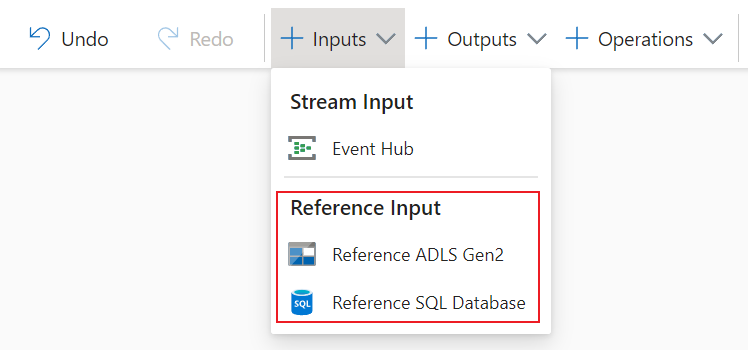 Undo Redo Inputs Outputs Operations
Stream Input
Event Hub
Reference Input
Reference ADLS Gen2
SQL Reference SQL Database